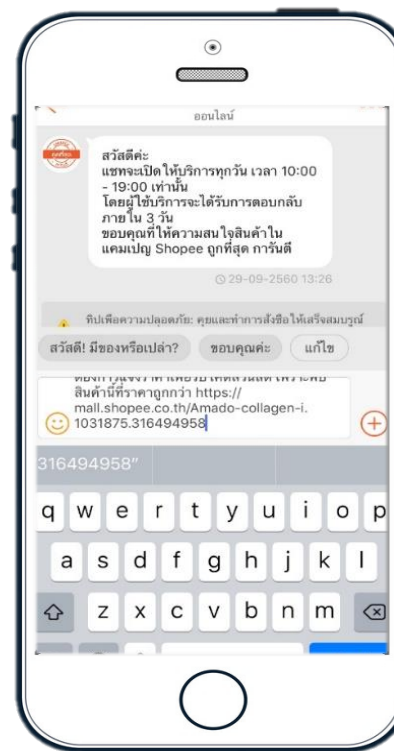 ออนไลน์
ถูกที่สุด
สวัสดีค่ะ
แชทจะเปิดให้บริการทุกวัน เวลา 10:00
- 19:00 เท่านั้น
โดยผู้ใช้บริการจะได้รับการตอบกลับ
ภายใน 3 วัน
ขอบคุณที่ให้ความสนใจสินค้าใน
แคมเปญ Shopee ถูกที่สุด การันตี
29-09-2560 13:26
ทิปเพื่อความปลอดภัย: คุยและทำการสั่งซื้อให้เสร็จสมบรูณ์
สวัสดี! มีของหรือเปล่า?
ขอบคุณค่ะ
แก้ไข
สินค้านี้ที่ราคาถูกกว่า https://
mall.shopee.co.th/Amado-collagen-i.
1031875.316494958
316494958"
q w e r t y u i o p
a s d f g h j k l
z x c v b n m